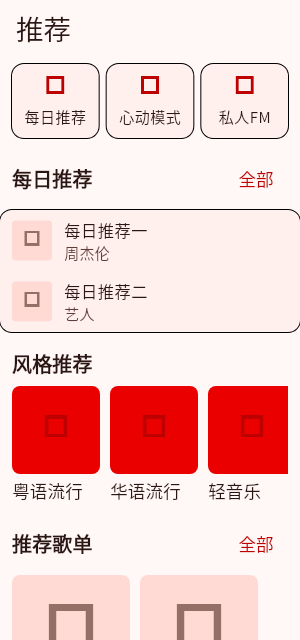 推荐
每日推荐 心动模式 私人FM
每日推荐 全部
每日推荐一
周杰伦
每日推荐二
艺人
风格推荐
粤语流行 华语流行 轻音乐
推荐歌单 全部